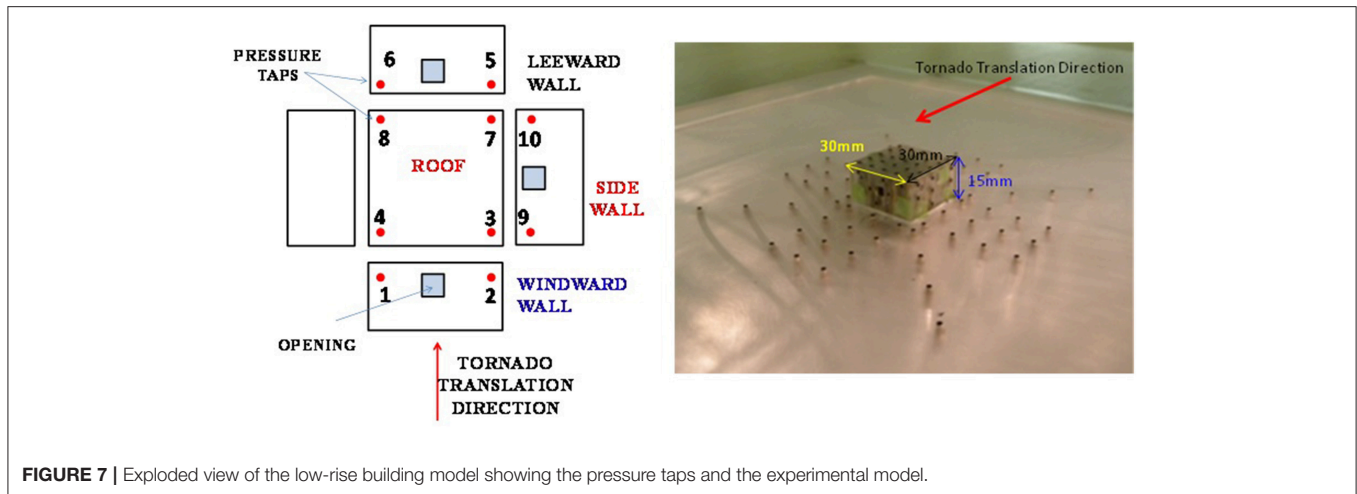 PRESSURE
TAPS
6
5
LEEWARD
WALL
8
7
10
ROOF
SIDE
WALL
4
3
9
1
2
WINDWARD
WALL
OPENING
TORNADO
TRANSLATION
DIRECTION
Tornado Translation Direction
30mm
30mm
15mm
FIGURE 7 | Exploded view of the low-rise building model showing the pressure taps and the experimental model.